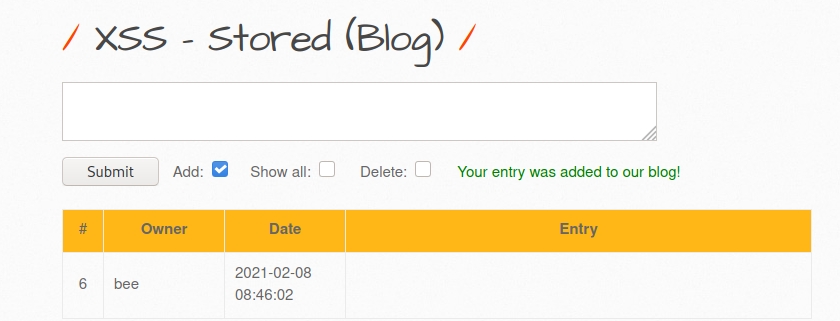 / XSS - Stored (Blog) /
Submit Add: Show all: Delete: Your entry was added to our blog!
# Owner Date Entry
6 bee 2021-02-08
08:46:02